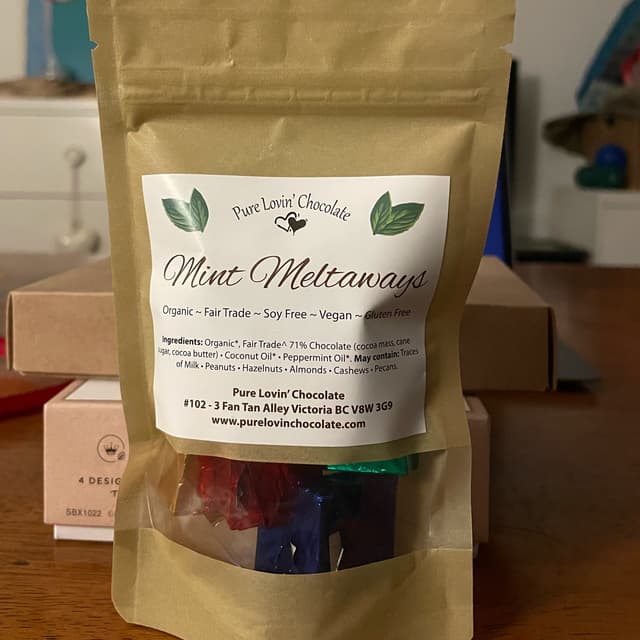 Pure Lovin' Chocolate
Mint Meltaways
Organic ~ Fair Trade ~ Soy Free ~ Vegan ~ Gluten Free
Ingredients: Organic*, Fair Trade^ 71% Chocolate (cocoa mass, cane
sugar, cocoa butter) • Coconut Oil* • Peppermint Oil*. May contain: Traces
of Milk • Peanuts • Hazelnuts • Almonds • Cashews • Pecans.
Pure Lovin' Chocolate
#102 - 3 Fan Tan Alley Victoria BC V8W 3G9
www.purelovinchocolate.com
4 DESIG
SBX1022